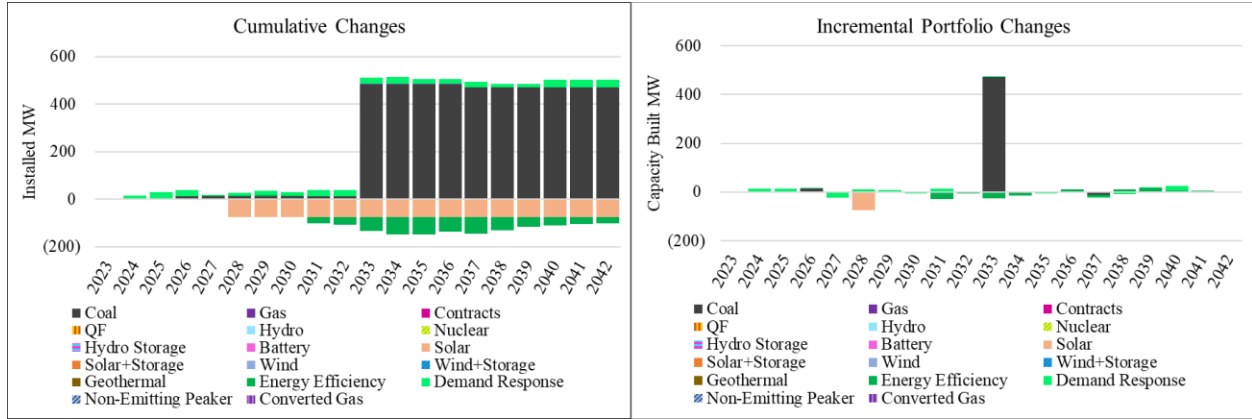 Cumulative Changes
Installed MW
600
400
200
0
(200)
2023 2024 2025 2026 2027 2028 2029 2030 2031 2032 2033 2034 2035 2036 2037 2038 2039 2040 2041 2042
Coal Gas Contracts
QF Hydro Nuclear
Hydro Storage Battery Solar
Solar+Storage Wind Wind+Storage
Geothermal Energy Efficiency Demand Response
Non-Emitting Peaker Converted Gas
Incremental Portfolio Changes
Capacity Built MW
600
400
200
0
(200)
2023 2024 2025 2026 2027 2028 2029 2030 2031 2032 2033 2034 2035 2036 2037 2038 2039 2040 2041 2042
Coal Gas Contracts
QF Hydro Nuclear
Hydro Storage Battery Solar
Solar+Storage Wind Wind+Storage
Geothermal Energy Efficiency Demand Response
Non-Emitting Peaker Converted Gas